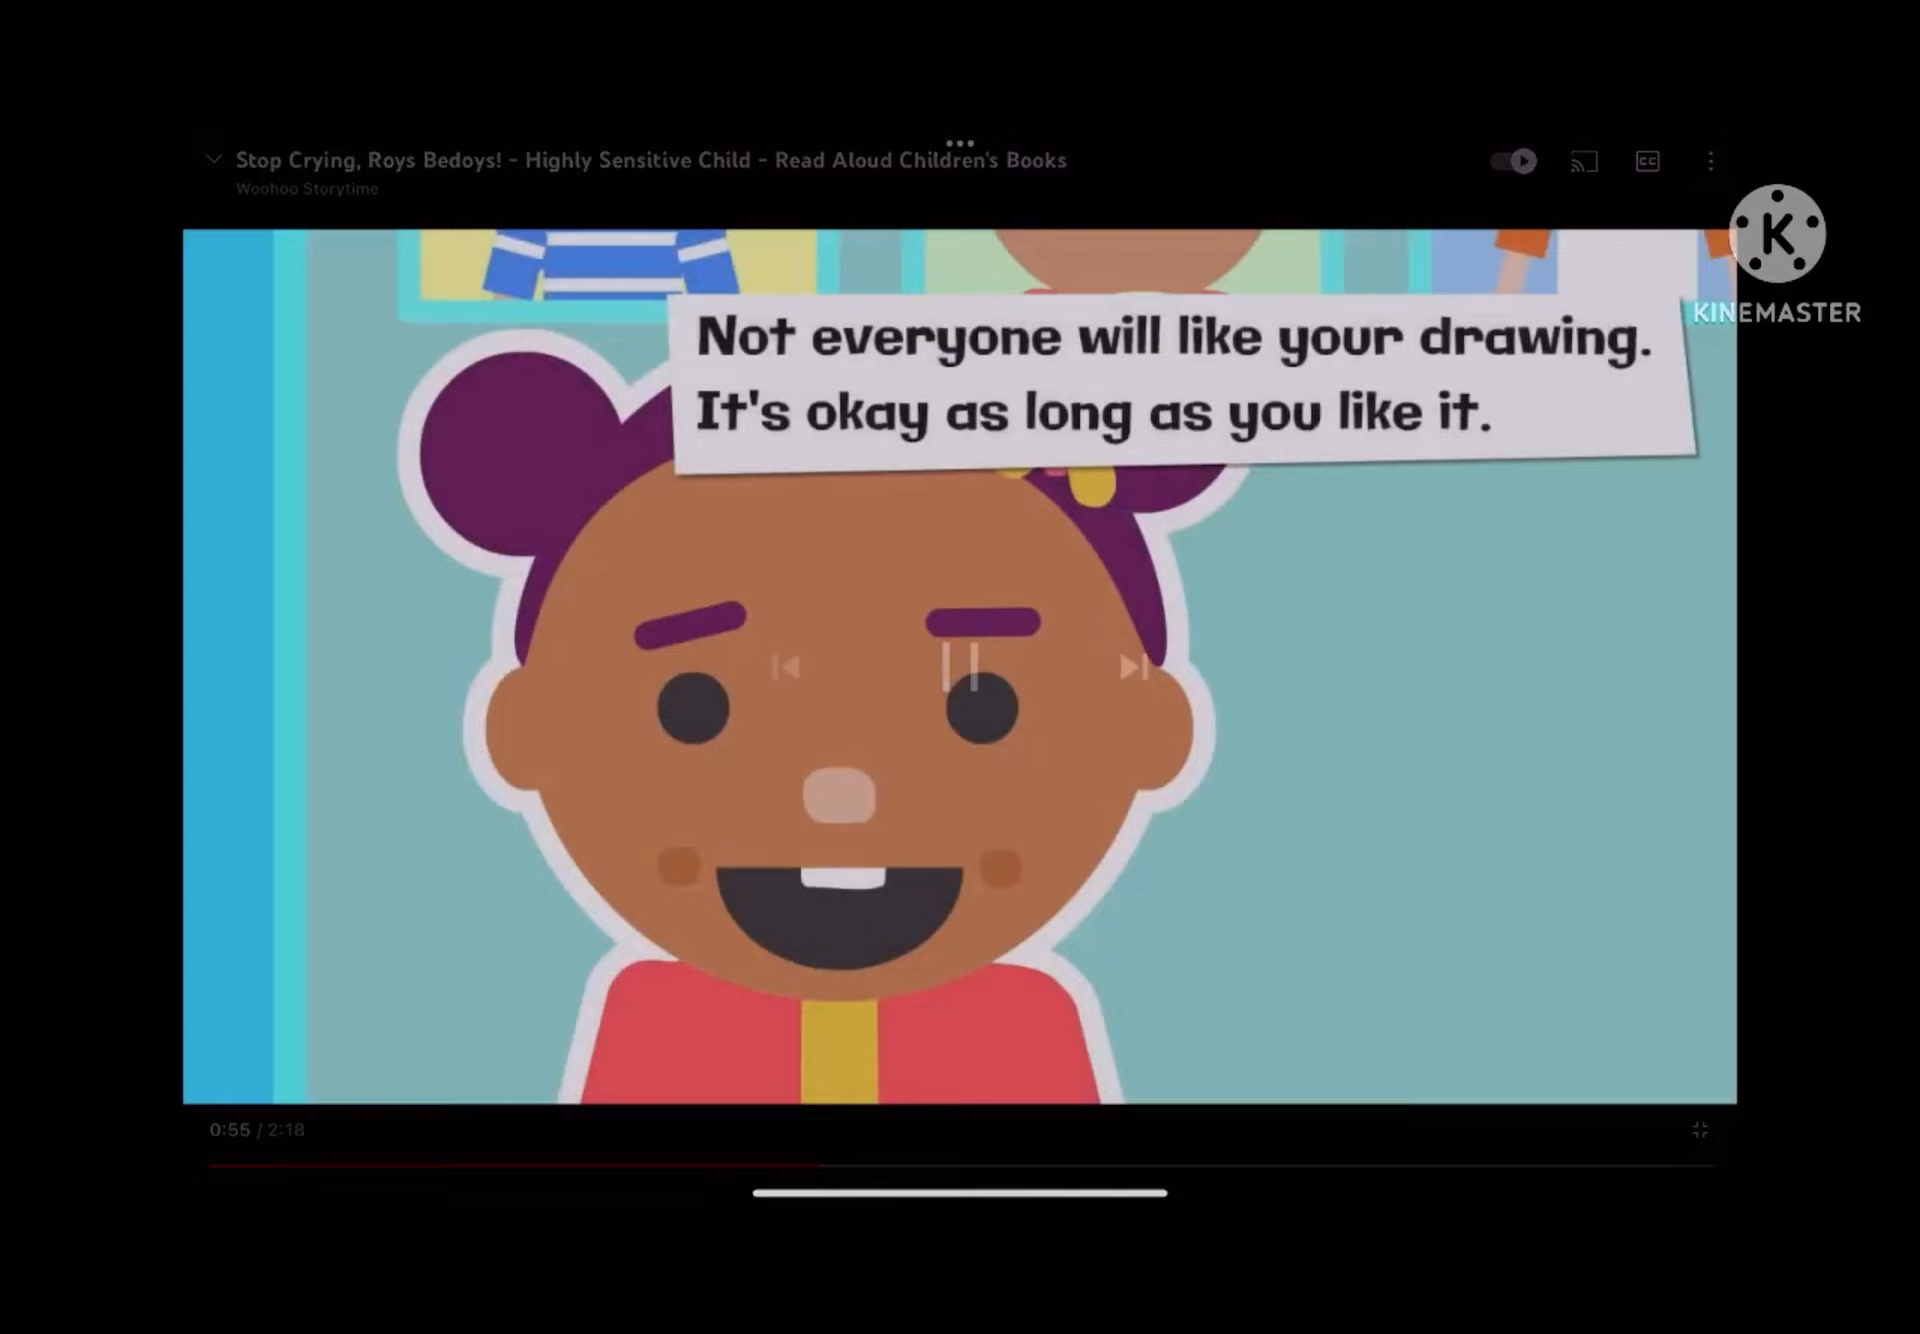 Stop Crying, Roys Bedoys! - Highly Sensitive Child - Read Aloud Children's Books
Woohoo Storytime
CC
K
KINEMASTER
Not everyone will like your drawing.
It's okay as long as you like it.
0:55 / 2:18